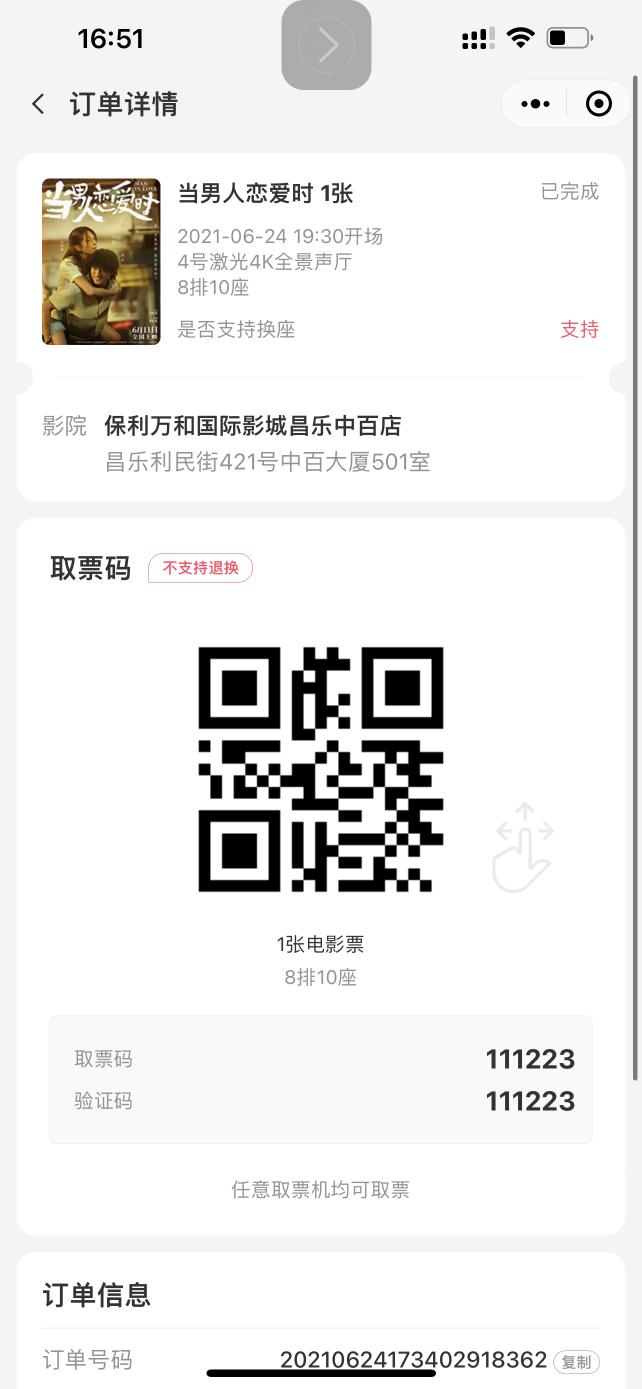 16:51
订单详情
当男人恋爱时
MAN
IN LOVE
6月11日
全国上映
当男人恋爱时 1张
已完成
2021-06-24 19:30开场
4号激光4K全景声厅
8排10座
是否支持换座
支持
影院 保利万和国际影城昌乐中百店
昌乐利民街421号中百大厦501室
取票码
不支持退换
1张电影票
8排10座
取票码 111223
验证码 111223
任意取票机均可取票
订单信息
订单号码 20210624173402918362 复制